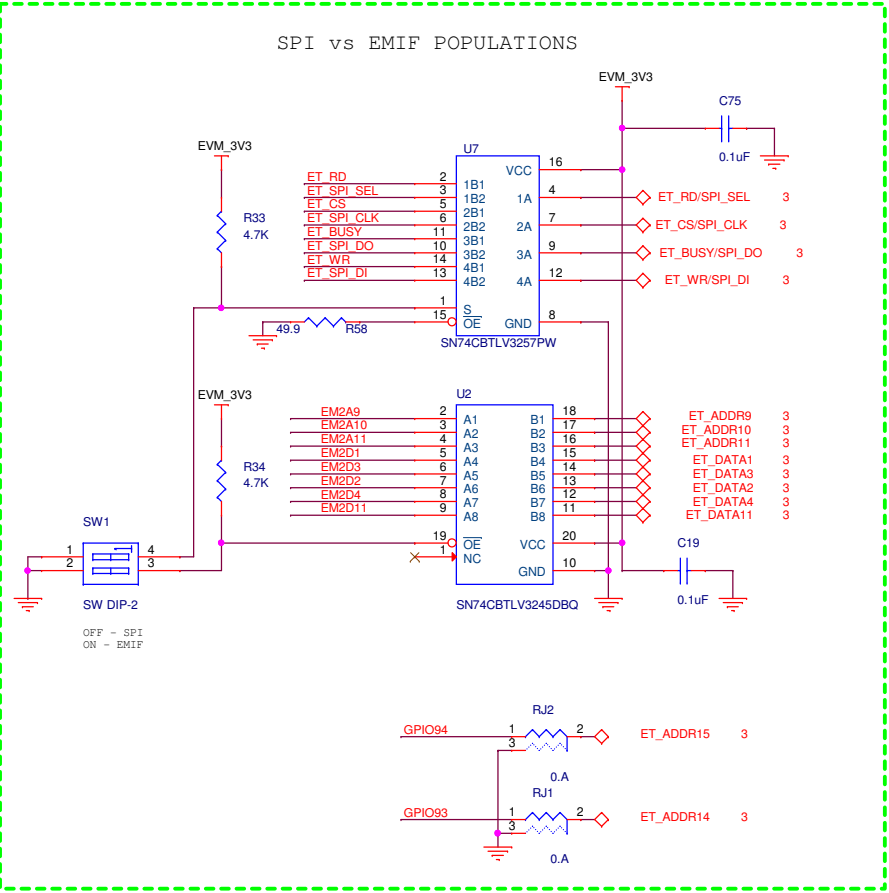 SPI vs EMIF POPULATIONS
EVM_3V3
C75
0.1uF
EVM_3V3
R33
4.7K
U7
ET_RD 2 1B1 VCC 16
ET_SPI_SEL 3 1B2 1A 4 ET_RD/SPI_SEL 3
ET_CS 5 2B1
ET_SPI_CLK 6 2B2 2A 7 ET_CS/SPI_CLK 3
ET_BUSY 11 3B1
ET_SPI_DO 10 3B2 3A 9 ET_BUSY/SPI_DO 3
ET_WR 14 4B1
ET_SPI_DI 13 4B2 4A 12 ET_WR/SPI_DI 3
1 S
49.9 R58 15 OE GND 8
SN74CBTLV3257PW
EVM_3V3
R34
4.7K
U2
EM2A9 2 A1 B1 18 ET_ADDR9 3
EM2A10 3 A2 B2 17 ET_ADDR10 3
EM2A11 4 A3 B3 16 ET_ADDR11 3
EM2D1 5 A4 B4 15 ET_DATA1 3
EM2D3 6 A5 B5 14 ET_DATA3 3
EM2D2 7 A6 B6 13 ET_DATA2 3
EM2D4 8 A7 B7 12 ET_DATA4 3
EM2D11 9 A8 B8 11 ET_DATA11 3
19 OE VCC 20
1 NC GND 10
SN74CBTLV3245DBQ
C19
0.1uF
SW1
1 4
2 3
SW DIP-2
OFF - SPI
ON - EMIF
RJ2
GPIO94 1 2 ET_ADDR15 3
3
0.A
RJ1
GPIO93 1 2 ET_ADDR14 3
3
0.A